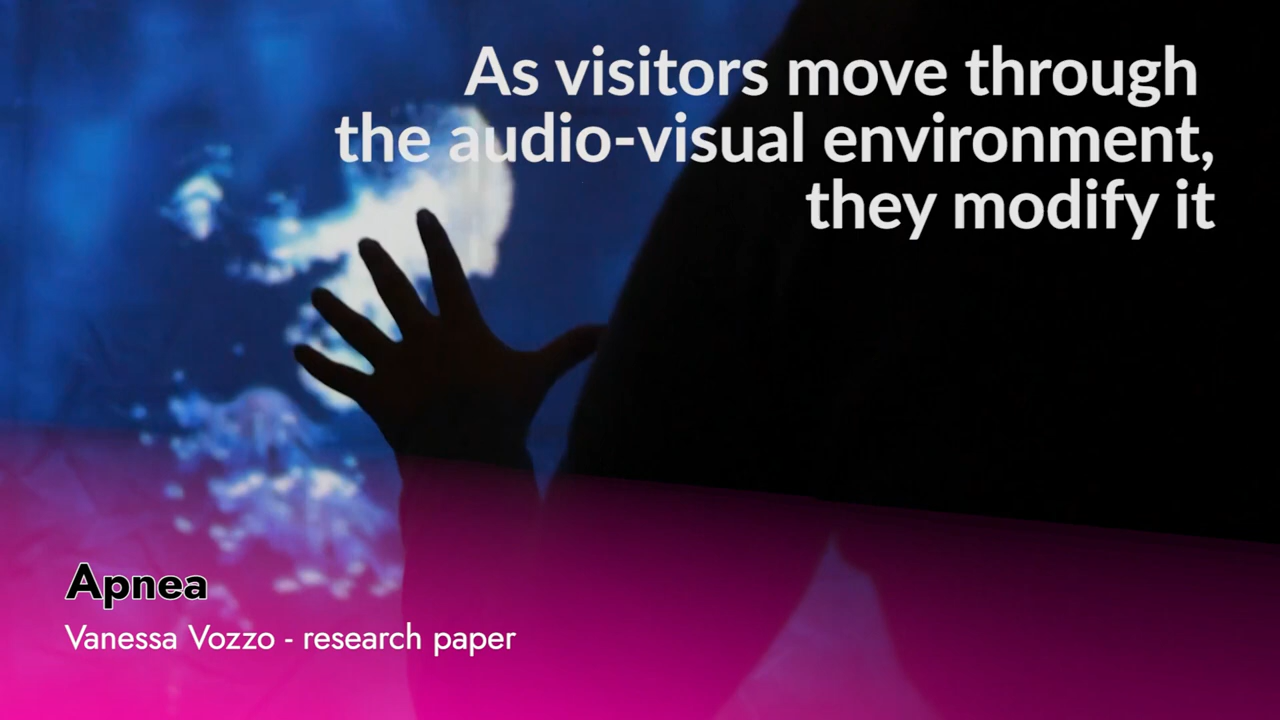 As visitors move through
the audio-visual environment,
they modify it
Apnea
Vanessa Vozzo - research paper